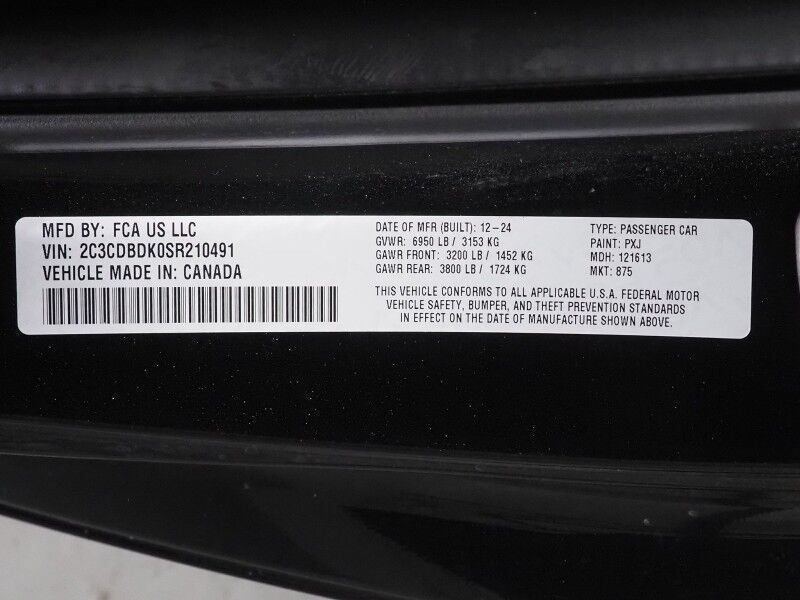 MFD BY: FCA US LLC
VIN: 2C3CDBDK0SR210491
VEHICLE MADE IN: CANADA
DATE OF MFR (BUILT): 12-24
GVWR: 6950 LB / 3153 KG
GAWR FRONT: 3200 LB / 1452 KG
GAWR REAR: 3800 LB / 1724 KG
TYPE: PASSENGER CAR
PAINT: PXJ
MDH: 121613
MKT: 875
THIS VEHICLE CONFORMS TO ALL APPLICABLE U.S.A. FEDERAL MOTOR
VEHICLE SAFETY, BUMPER, AND THEFT PREVENTION STANDARDS
IN EFFECT ON THE DATE OF MANUFACTURE SHOWN ABOVE.